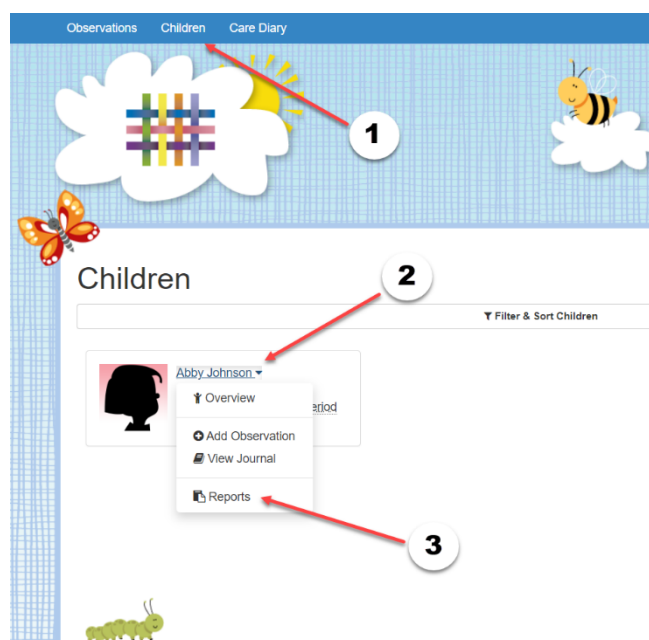 Observations Children Care Diary
1
2
Children
Filter & Sort Children
Abby Johnson
Overview
eriod
Add Observation
View Journal
Reports
3